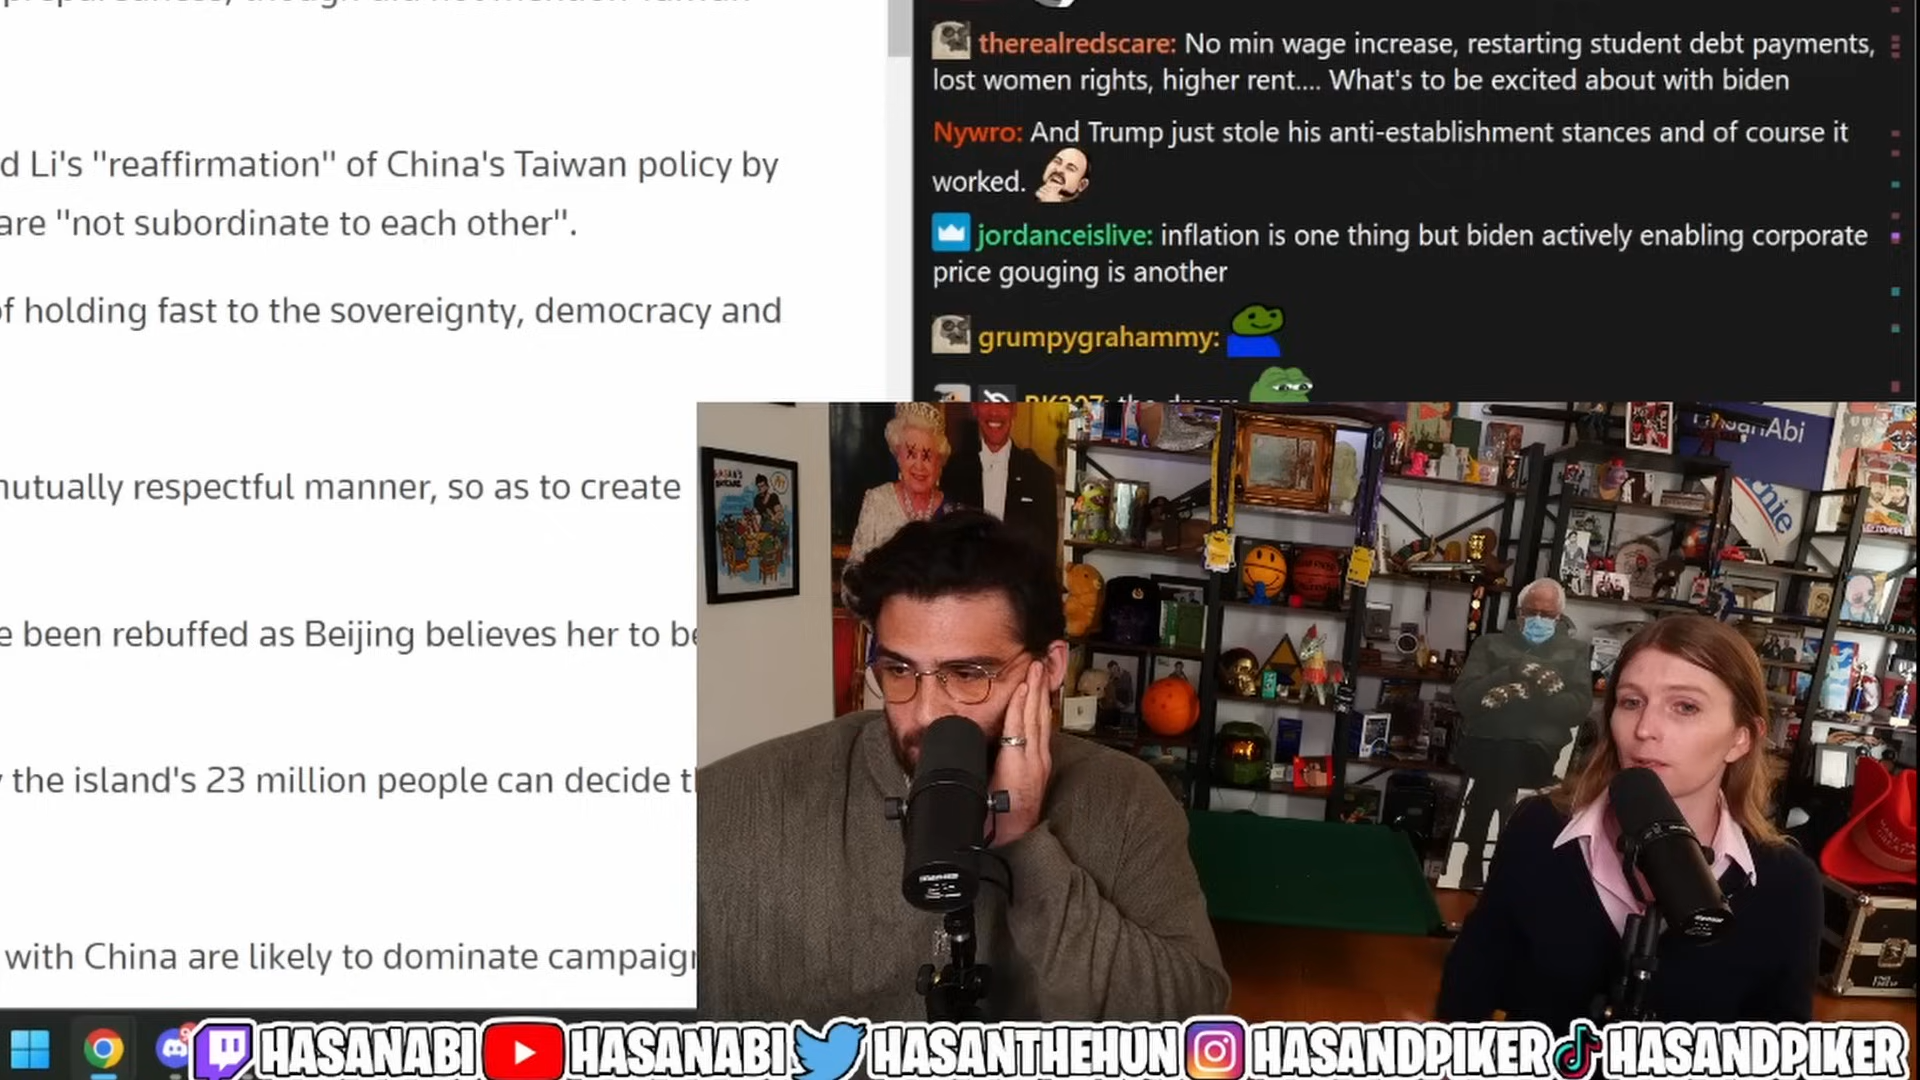 d Li's "reaffirmation" of China's Taiwan policy by
are "not subordinate to each other".
of holding fast to the sovereignty, democracy and
mutually respectful manner, so as to create
e been rebuffed as Beijing believes her to be
the island's 23 million people can decide
with China are likely to dominate campaign
therealredscare: No min wage increase, restarting student debt payments,
lost women rights, higher rent.... What's to be excited about with biden
Nywro: And Trump just stole his anti-establishment stances and of course it
worked.
jordanceislive: inflation is one thing but biden actively enabling corporate
price gouging is another
grumpygrahammy:
HasanAbi
HASANABI HASANABI HASANTHEHUN HASANDPIKER HASANDPIKER